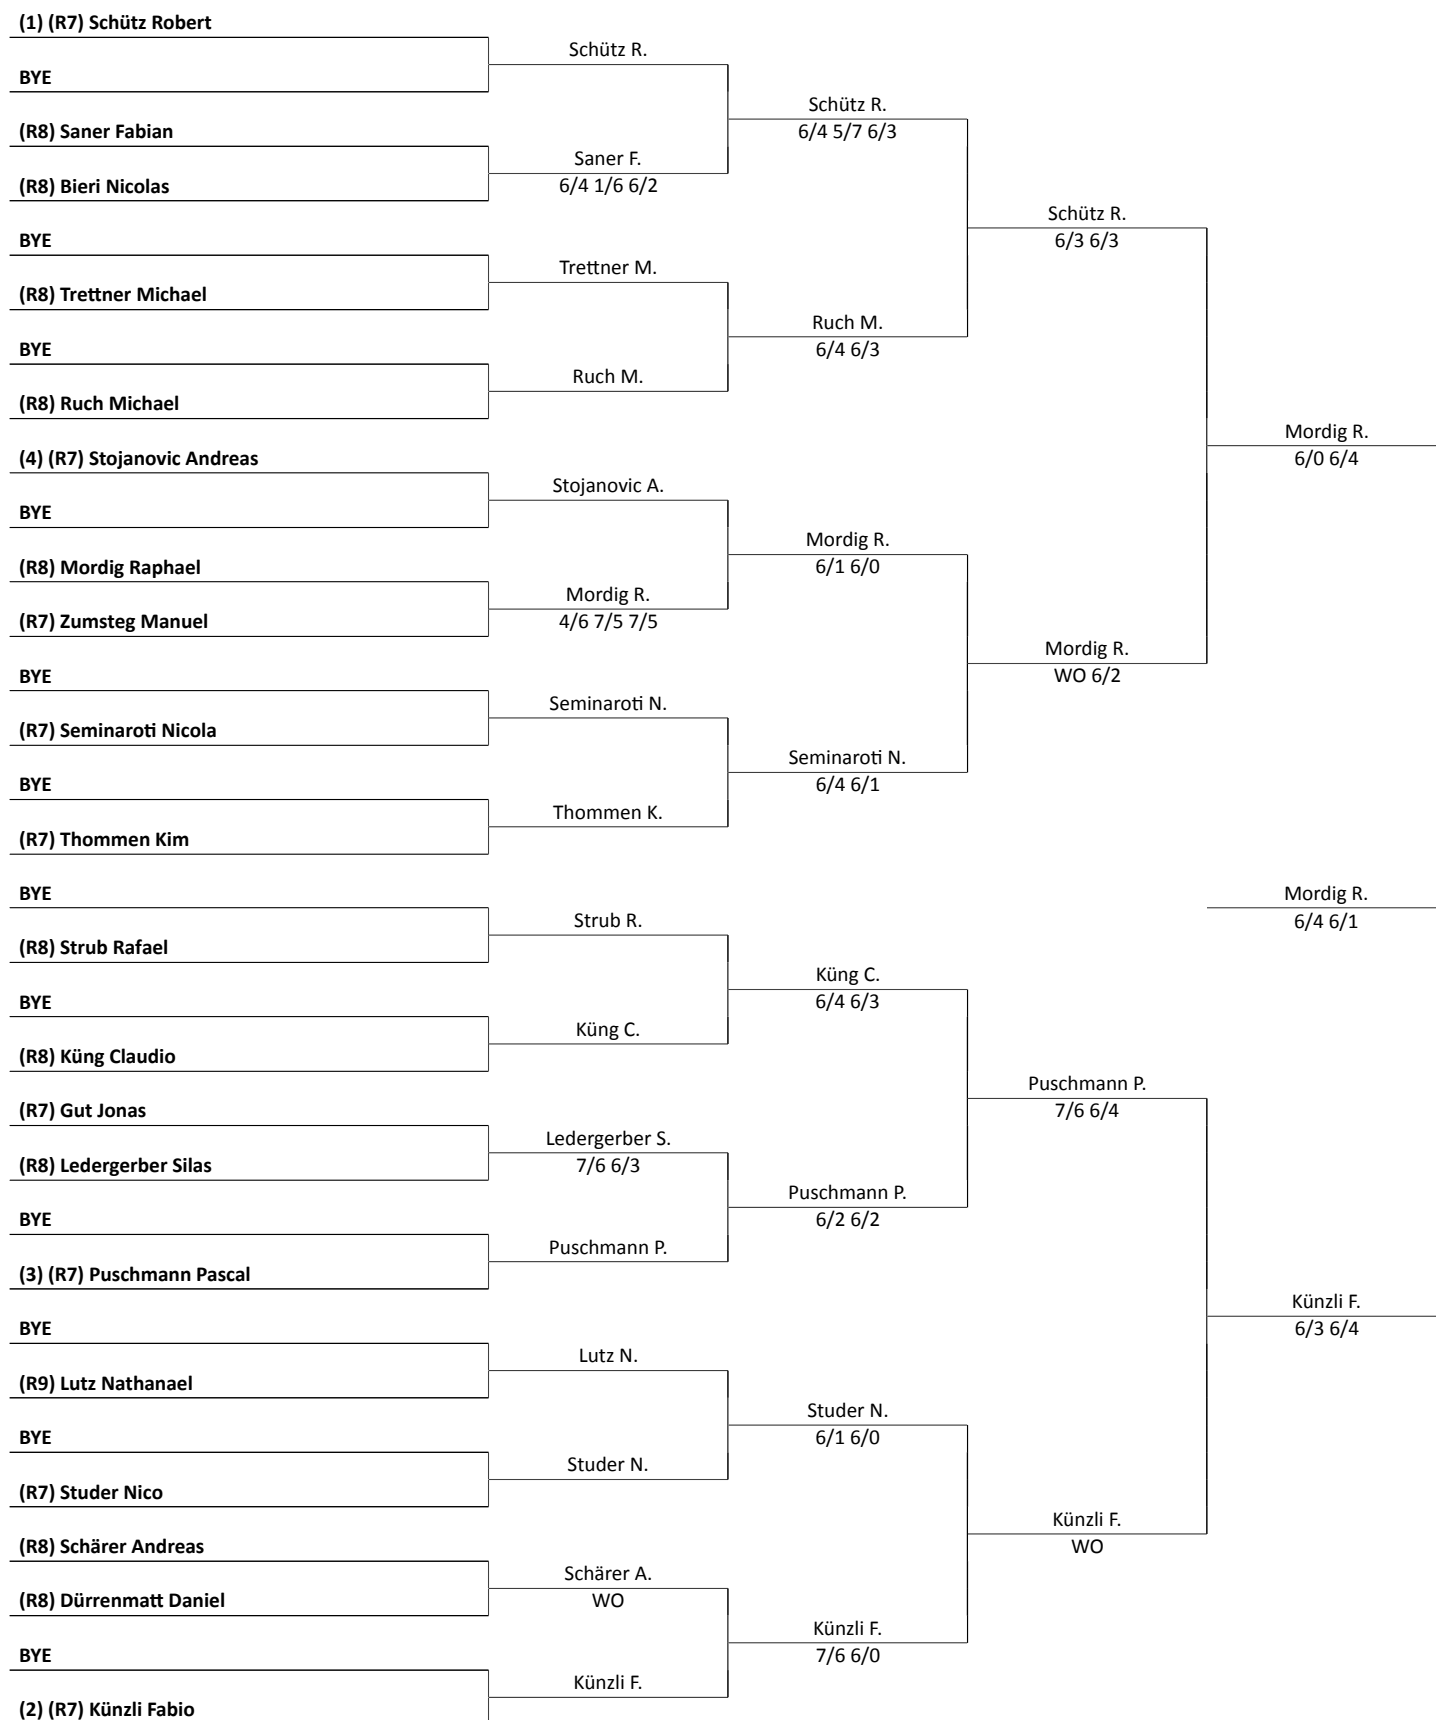 (1) (R7) Schütz Robert
BYE
(R8) Saner Fabian
(R8) Bieri Nicolas
BYE
(R8) Trettner Michael
BYE
(R8) Ruch Michael
(4) (R7) Stojanovic Andreas
BYE
(R8) Mordig Raphael
(R7) Zumsteg Manuel
BYE
(R7) Seminaroti Nicola
BYE
(R7) Thommen Kim
BYE
(R8) Strub Rafael
BYE
(R8) Küng Claudio
(R7) Gut Jonas
(R8) Ledergerber Silas
BYE
(3) (R7) Puschmann Pascal
BYE
(R9) Lutz Nathanael
BYE
(R7) Studer Nico
(R8) Schärer Andreas
(R8) Dürrenmatt Daniel
BYE
(2) (R7) Künzli Fabio
Schütz R.
Saner F.
6/4 1/6 6/2
Trettner M.
Ruch M.
Stojanovic A.
Mordig R.
4/6 7/5 7/5
Seminaroti N.
Thommen K.
Strub R.
Küng C.
Ledergerber S.
7/6 6/3
Puschmann P.
Lutz N.
Studer N.
Schärer A.
WO
Künzli F.
Schütz R.
6/4 5/7 6/3
Ruch M.
6/4 6/3
Mordig R.
6/1 6/0
Seminaroti N.
6/4 6/1
Küng C.
6/4 6/3
Puschmann P.
6/2 6/2
Studer N.
6/1 6/0
Künzli F.
7/6 6/0
Schütz R.
6/3 6/3
Mordig R.
WO 6/2
Puschmann P.
7/6 6/4
Künzli F.
WO
Mordig R.
6/0 6/4
Mordig R.
6/4 6/1
Künzli F.
6/3 6/4